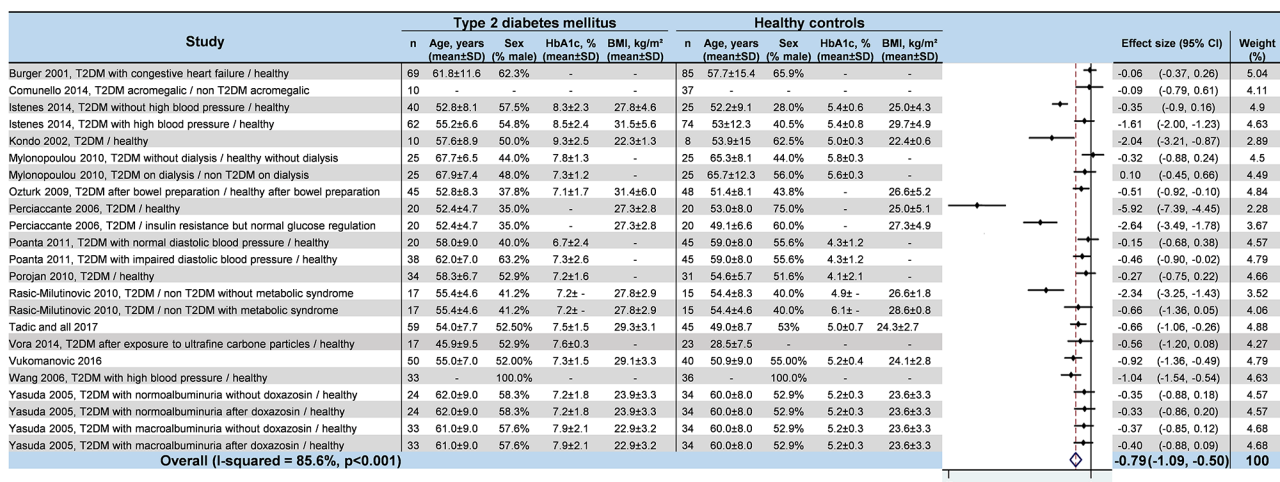 Type 2 diabetes mellitus Healthy controls
Study n Age, years (mean±SD) Sex (% male) HbA1c, % (mean±SD) BMI, kg/m² (mean±SD) n Age, years (mean±SD) Sex (% male) HbA1c, % (mean±SD) BMI, kg/m² (mean±SD) Effect size (95% CI) Weight (%)
Burger 2001, T2DM with congestive heart failure / healthy 69 61.8±11.6 62.3% - - 85 57.7±15.4 65.9% - - -0.06 (-0.37, 0.26) 5.04
Comunello 2014, T2DM acromegalic / non T2DM acromegalic 10 37 -0.09 (-0.79, 0.61) 4.11
Istenes 2014, T2DM without high blood pressure / healthy 40 52.8±8.1 57.5% 8.3±2.3 27.8±4.6 25 52.2±9.1 28.0% 5.4±0.6 25.0±4.3 -0.35 (-0.9, 0.16) 4.9
Istenes 2014, T2DM with high blood pressure / healthy 62 55.2±6.6 54.8% 8.5±2.4 31.5±5.6 74 53±12.3 40.5% 5.4±0.8 29.7±4.9 -1.61 (-2.00, -1.23) 4.63
Kondo 2002, T2DM / healthy 10 57.6±8.9 50.0% 9.3±2.5 22.3±1.3 8 53.9±15 62.5% 5.0±0.3 22.4±0.6 -2.04 (-3.21, -0.87) 2.89
Mylonopoulou 2010, T2DM without dialysis / healthy without dialysis 25 67.7±6.5 44.0% 7.8±1.3 25 65.3±8.1 44.0% 5.8±0.3 - -0.32 (-0.88, 0.24) 4.5
Mylonopoulou 2010, T2DM on dialysis / non T2DM on dialysis 25 67.9±7.4 48.0% 7.3±1.2 - 25 65.7±12.3 56.0% 5.6±0.3 - 0.10 (-0.45, 0.66) 4.49
Ozturk 2009, T2DM after bowel preparation / healthy after bowel preparation 45 52.8±8.3 37.8% 7.1±1.7 31.4±6.0 48 51.4±8.1 43.8% - 26.6±5.2 -0.51 (-0.92, -0.10) 4.84
Perciaccante 2006, T2DM / healthy 20 52.4±4.7 35.0% - 27.3±2.8 20 53.0±8.0 75.0% - 25.0±5.1 -5.92 (-7.39, -4.45) 2.28
Perciaccante 2006, T2DM / insulin resistance but normal glucose regulation 20 52.4±4.7 35.0% - 27.3±2.8 20 49.1±6.6 60.0% - 27.3±4.9 -2.64 (-3.49, -1.78) 3.67
Poanta 2011, T2DM with normal diastolic blood pressure / healthy 20 58.0±9.0 40.0% 6.7±2.4 - 45 59.0±8.0 55.6% 4.3±1.2 - -0.15 (-0.68, 0.38) 4.57
Poanta 2011, T2DM with impaired diastolic blood pressure / healthy 38 62.0±7.0 63.2% 7.3±2.6 - 45 59.0±8.0 55.6% 4.3±1.2 - -0.46 (-0.90, -0.02) 4.79
Porojan 2010, T2DM / healthy 34 58.3±6.7 52.9% 7.2±1.6 - 31 54.6±5.7 51.6% 4.1±2.1 - -0.27 (-0.75, 0.22) 4.66
Rasic-Milutinovic 2010, T2DM / non T2DM without metabolic syndrome 17 55.4±4.6 41.2% 7.2± - 27.8±2.9 15 54.4±8.3 40.0% 4.9± - 26.6±1.8 -2.34 (-3.25, -1.43) 3.52
Rasic-Milutinovic 2010, T2DM / non T2DM with metabolic syndrome 17 55.4±4.6 41.2% 7.2± - 27.8±2.9 15 54.4±8.6 40.0% 6.1± - 28.6±0.8 -0.66 (-1.36, 0.05) 4.06
Tadic and all 2017 59 54.0±7.7 52.50% 7.5±1.5 29.3±3.1 45 49.0±8.7 53% 5.0±0.7 24.3±2.7 -0.66 (-1.06, -0.26) 4.88
Vora 2014, T2DM after exposure to ultrafine carbon particles / healthy 17 45.9±9.5 52.9% 7.6±0.3 23 28.5±7.5 - - -0.56 (-1.20, 0.08) 4.27
Vukomanovic 2016 50 55.0±7.0 52.00% 7.3±1.5 29.1±3.3 40 50.9±9.0 55.00% 5.2±0.4 24.1±2.8 -0.92 (-1.36, -0.49) 4.79
Wang 2006, T2DM with high blood pressure / healthy 33 - 100.0% - - 36 - 100.0% - - -1.04 (-1.54, -0.54) 4.63
Yasuda 2005, T2DM with normoalbuminuria without doxazosin / healthy 24 62.0±9.0 58.3% 7.2±1.8 23.9±3.3 34 60.0±8.0 52.9% 5.2±0.3 23.6±3.3 -0.35 (-0.88, 0.18) 4.57
Yasuda 2005, T2DM with normoalbuminuria after doxazosin / healthy 24 62.0±9.0 58.3% 7.2±1.8 23.9±3.3 34 60.0±8.0 52.9% 5.2±0.3 23.6±3.3 -0.33 (-0.86, 0.20) 4.57
Yasuda 2005, T2DM with macroalbuminuria without doxazosin / healthy 33 61.0±9.0 57.6% 7.9±2.1 22.9±3.2 34 60.0±8.0 52.9% 5.2±0.3 23.6±3.3 -0.37 (-0.85, 0.12) 4.68
Yasuda 2005, T2DM with macroalbuminuria after doxazosin / healthy 33 61.0±9.0 57.6% 7.9±2.1 22.9±3.2 34 60.0±8.0 52.9% 5.2±0.3 23.6±3.3 -0.40 (-0.88, 0.09) 4.68
Overall (I-squared = 85.6%, p<0.001) -0.79 (-1.09, -0.50) 100